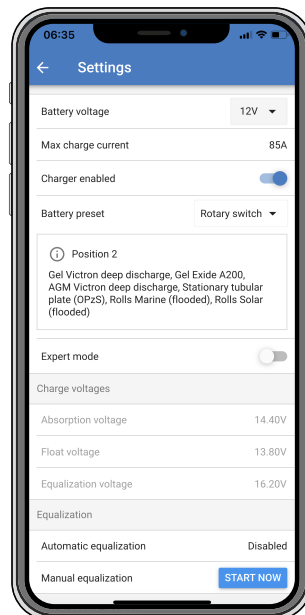 06:35
Settings
Battery voltage 12V
Max charge current 85A
Charger enabled
Battery preset Rotary switch
Position 2
Gel Victron deep discharge, Gel Exide A200,
AGM Victron deep discharge, Stationary tubular
plate (OPzS), Rolls Marine (flooded), Rolls Solar
(flooded)
Expert mode
Charge voltages
Absorption voltage 14.40V
Float voltage 13.80V
Equalization voltage 16.20V
Equalization
Automatic equalization Disabled
Manual equalization START NOW